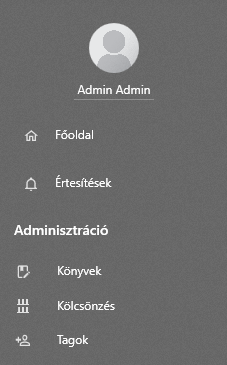 Admin Admin
Főoldal
Értesítések
Adminisztráció
Könyvek
Kölcsönzés
Tagok